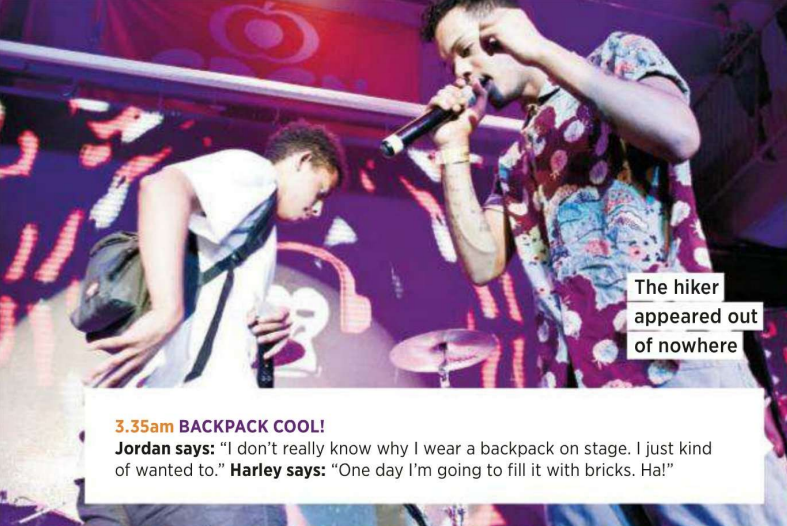 The hiker
appeared out
of nowhere
3.35am BACKPACK COOL!
Jordan says: “I don’t really know why I wear a backpack on stage. I just kind
of wanted to.” Harley says: “One day I’m going to fill it with bricks. Ha!”